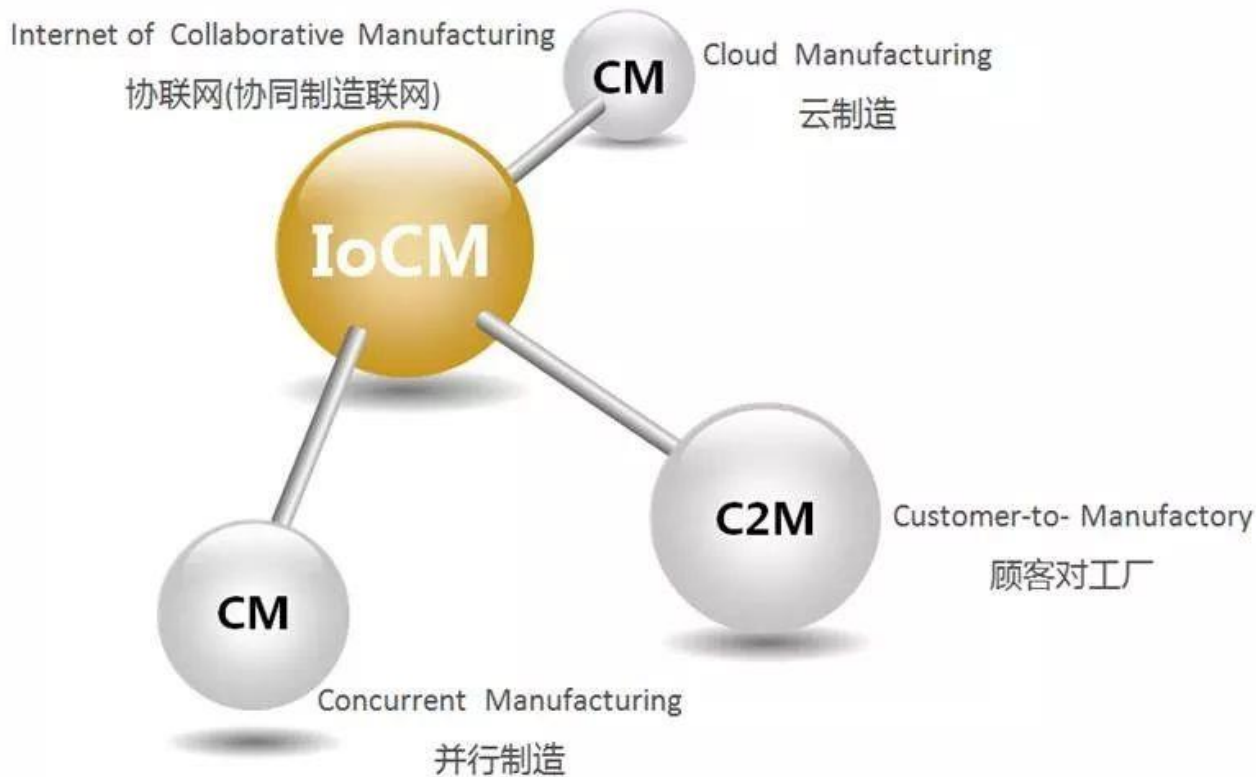 Internet of Collaborative Manufacturing
协联网(协同制造联网)
CM
Cloud Manufacturing
云制造
IoCM
C2M
Customer-to- Manufactory
顾客对工厂
CM
Concurrent Manufacturing
并行制造